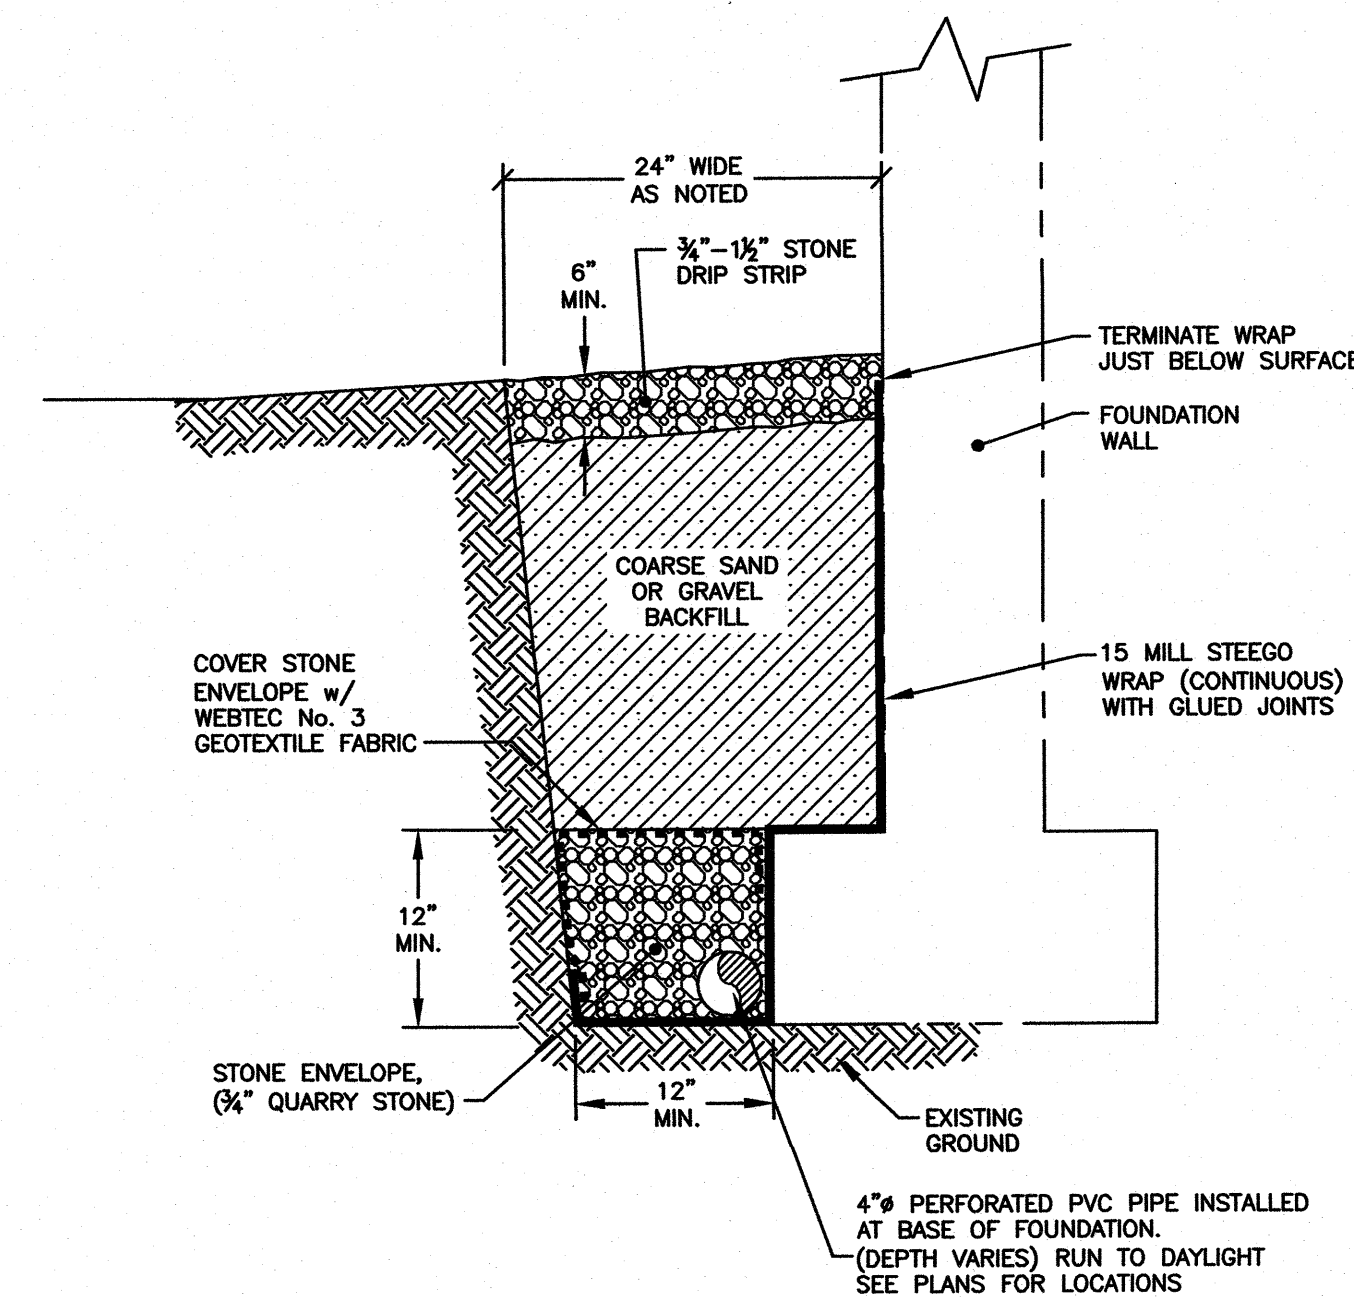 24" WIDE
AS NOTED
¾"-1½" STONE
DRIP STRIP
6"
MIN.
TERMINATE WRAP
JUST BELOW SURFACE
FOUNDATION
WALL
COARSE SAND
OR GRAVEL
BACKFILL
COVER STONE
ENVELOPE w/
WEBTEC No. 3
GEOTEXTILE FABRIC
15 MILL STEEGO
WRAP (CONTINUOUS)
WITH GLUED JOINTS
12"
MIN.
STONE ENVELOPE,
(¾" QUARRY STONE)
12"
MIN.
EXISTING
GROUND
4"ø PERFORATED PVC PIPE INSTALLED
AT BASE OF FOUNDATION.
(DEPTH VARIES) RUN TO DAYLIGHT
SEE PLANS FOR LOCATIONS